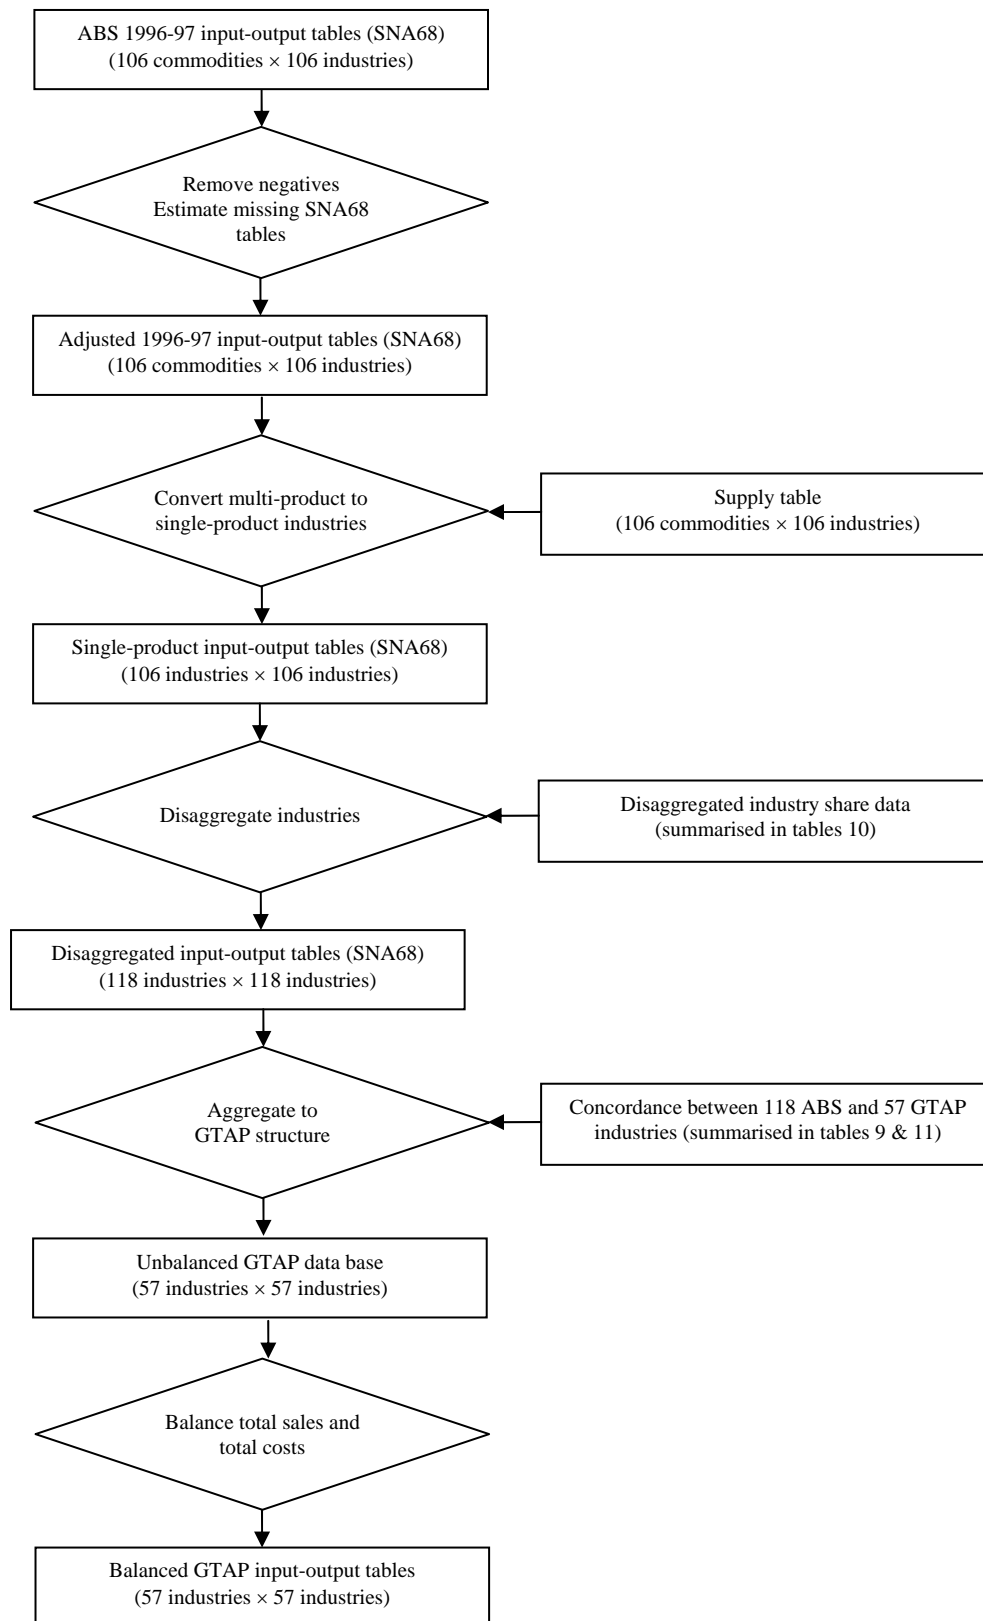 ABS 1996-97 input-output tables (SNA68)
(106 commodities × 106 industries)
Remove negatives
Estimate missing SNA68
tables
Adjusted 1996-97 input-output tables (SNA68)
(106 commodities × 106 industries)
Convert multi-product to
single-product industries
Supply table
(106 commodities × 106 industries)
Single-product input-output tables (SNA68)
(106 industries × 106 industries)
Disaggregate industries
Disaggregated industry share data
(summarised in tables 10)
Disaggregated input-output tables (SNA68)
(118 industries × 118 industries)
Aggregate to
GTAP structure
Concordance between 118 ABS and 57 GTAP
industries (summarised in tables 9 & 11)
Unbalanced GTAP data base
(57 industries × 57 industries)
Balance total sales and
total costs
Balanced GTAP input-output tables
(57 industries × 57 industries)